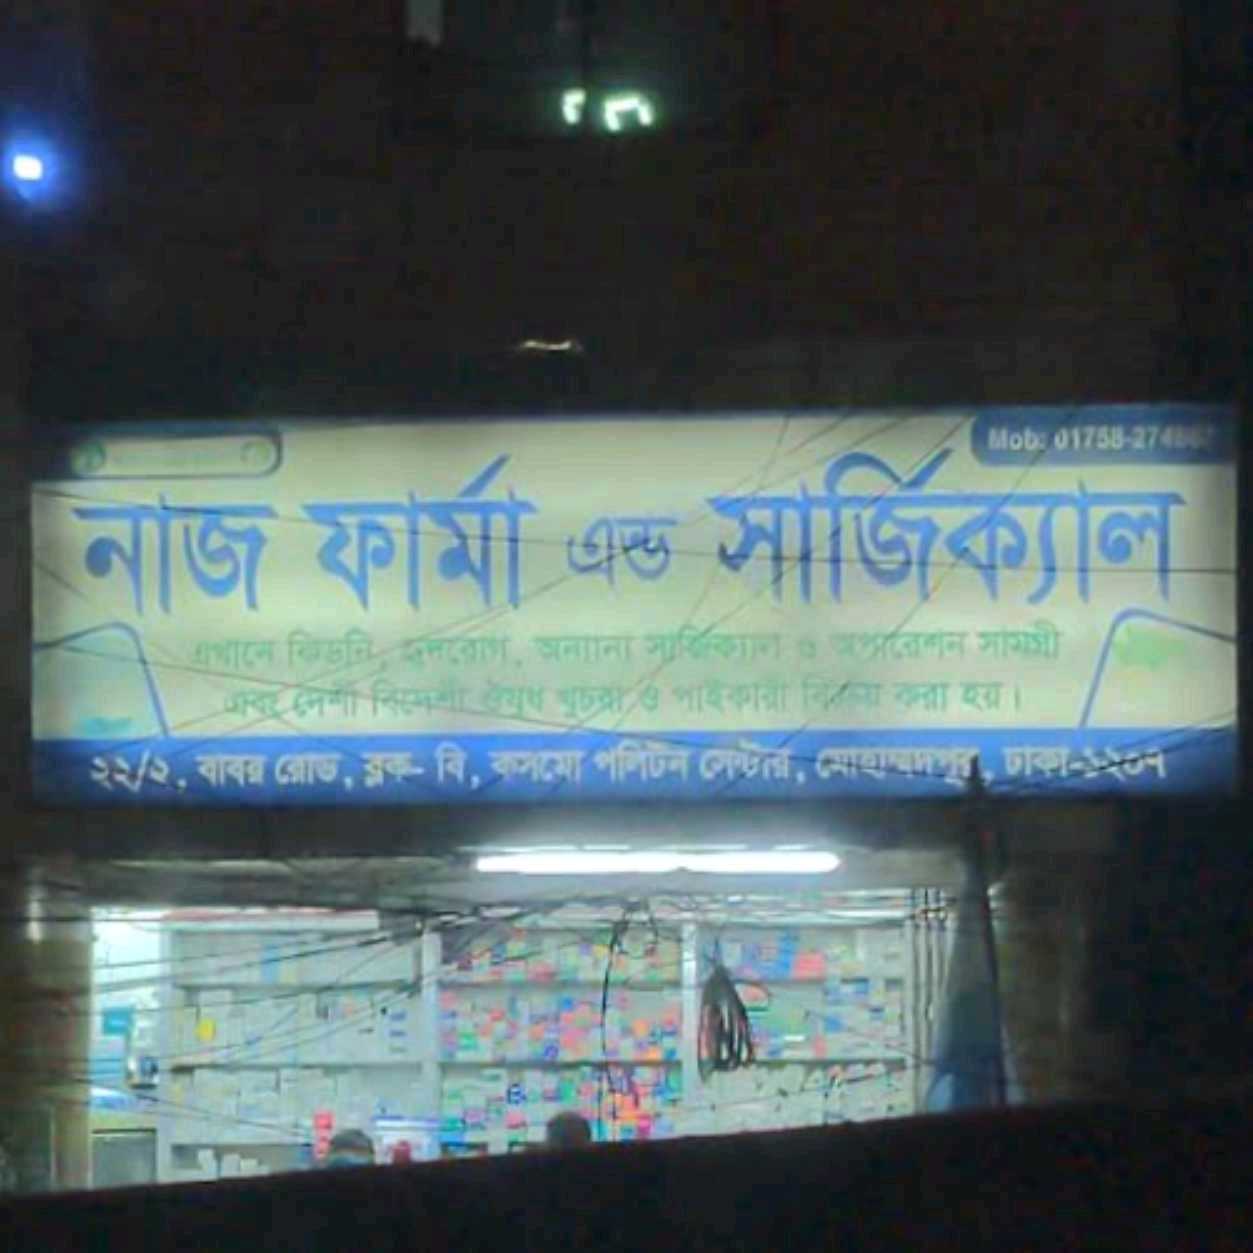 Mob: 01758-274
নাজ ফার্মা এন্ড সার্জিক্যাল
এখানে কিডনি, হৃদরোগ, অন্যান্য সার্জিক্যাল ও অপারেশন সামগ্রী
এবং দেশী বিদেশী ঔষুধ খুচরা ও পাইকারী বিক্রয় করা হয়।
২২/২, বাবর রোড, ব্লক- বি, কসমো পলিটন সেন্টার, মোহাম্মদপুর, ঢাকা-১২০৭